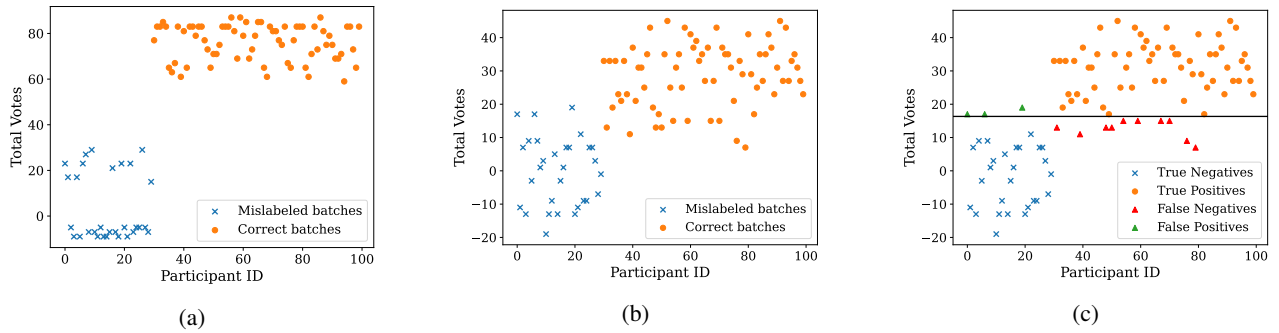 80
60
40
20
0
Total Votes
0 20 40 60 80 100
Participant ID
Mislabeled batches
Correct batches
(a)
50
40
30
20
10
0
−10
−20
Total Votes
0 20 40 60 80 100
Participant ID
Mislabeled batches
Correct batches
(b)
50
40
30
20
10
0
−10
−20
Total Votes
0 20 40 60 80 100
Participant ID
True Negatives
True Positives
False Negatives
False Positives
(c)